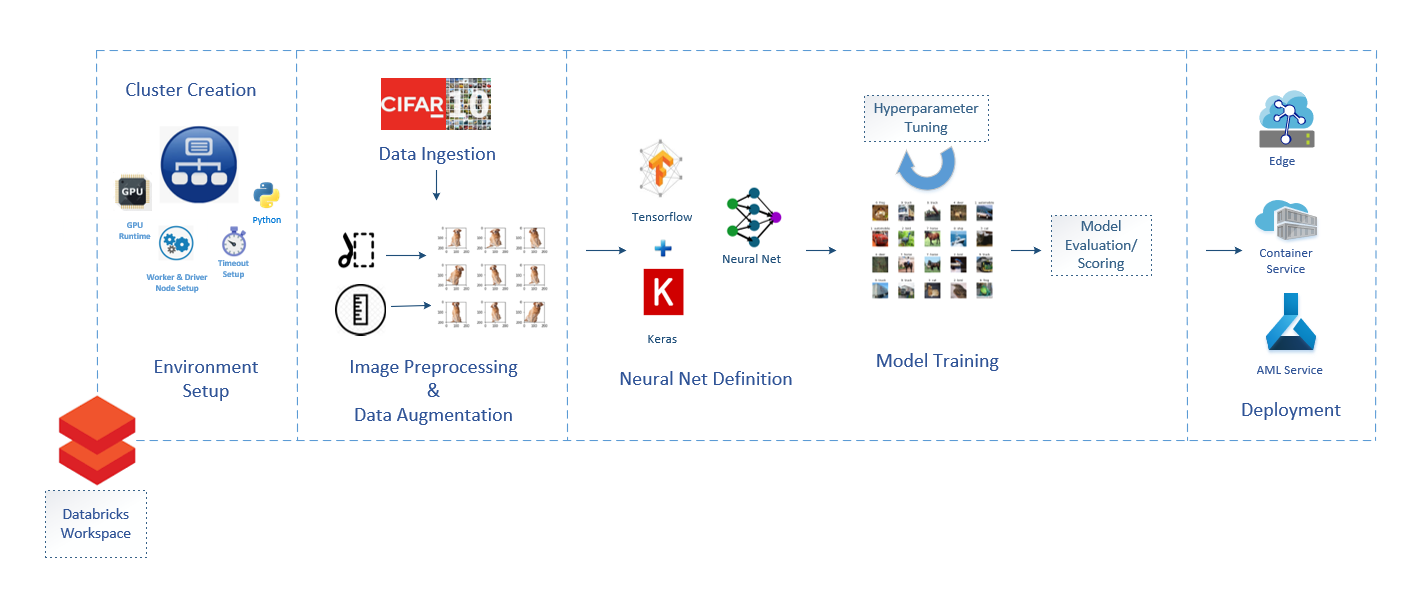 Cluster Creation
GPU
GPU
Runtime
Python
Worker & Driver
Node Setup
Timeout
Setup
Environment
Setup
Databricks
Workspace
CIFAR 10
Data Ingestion
Image Preprocessing
&
Data Augmentation
Tensorflow
K
Keras
Neural Net
Neural Net Definition
Hyperparameter
Tuning
Model Training
Model
Evaluation/
Scoring
Edge
Container
Service
AML Service
Deployment